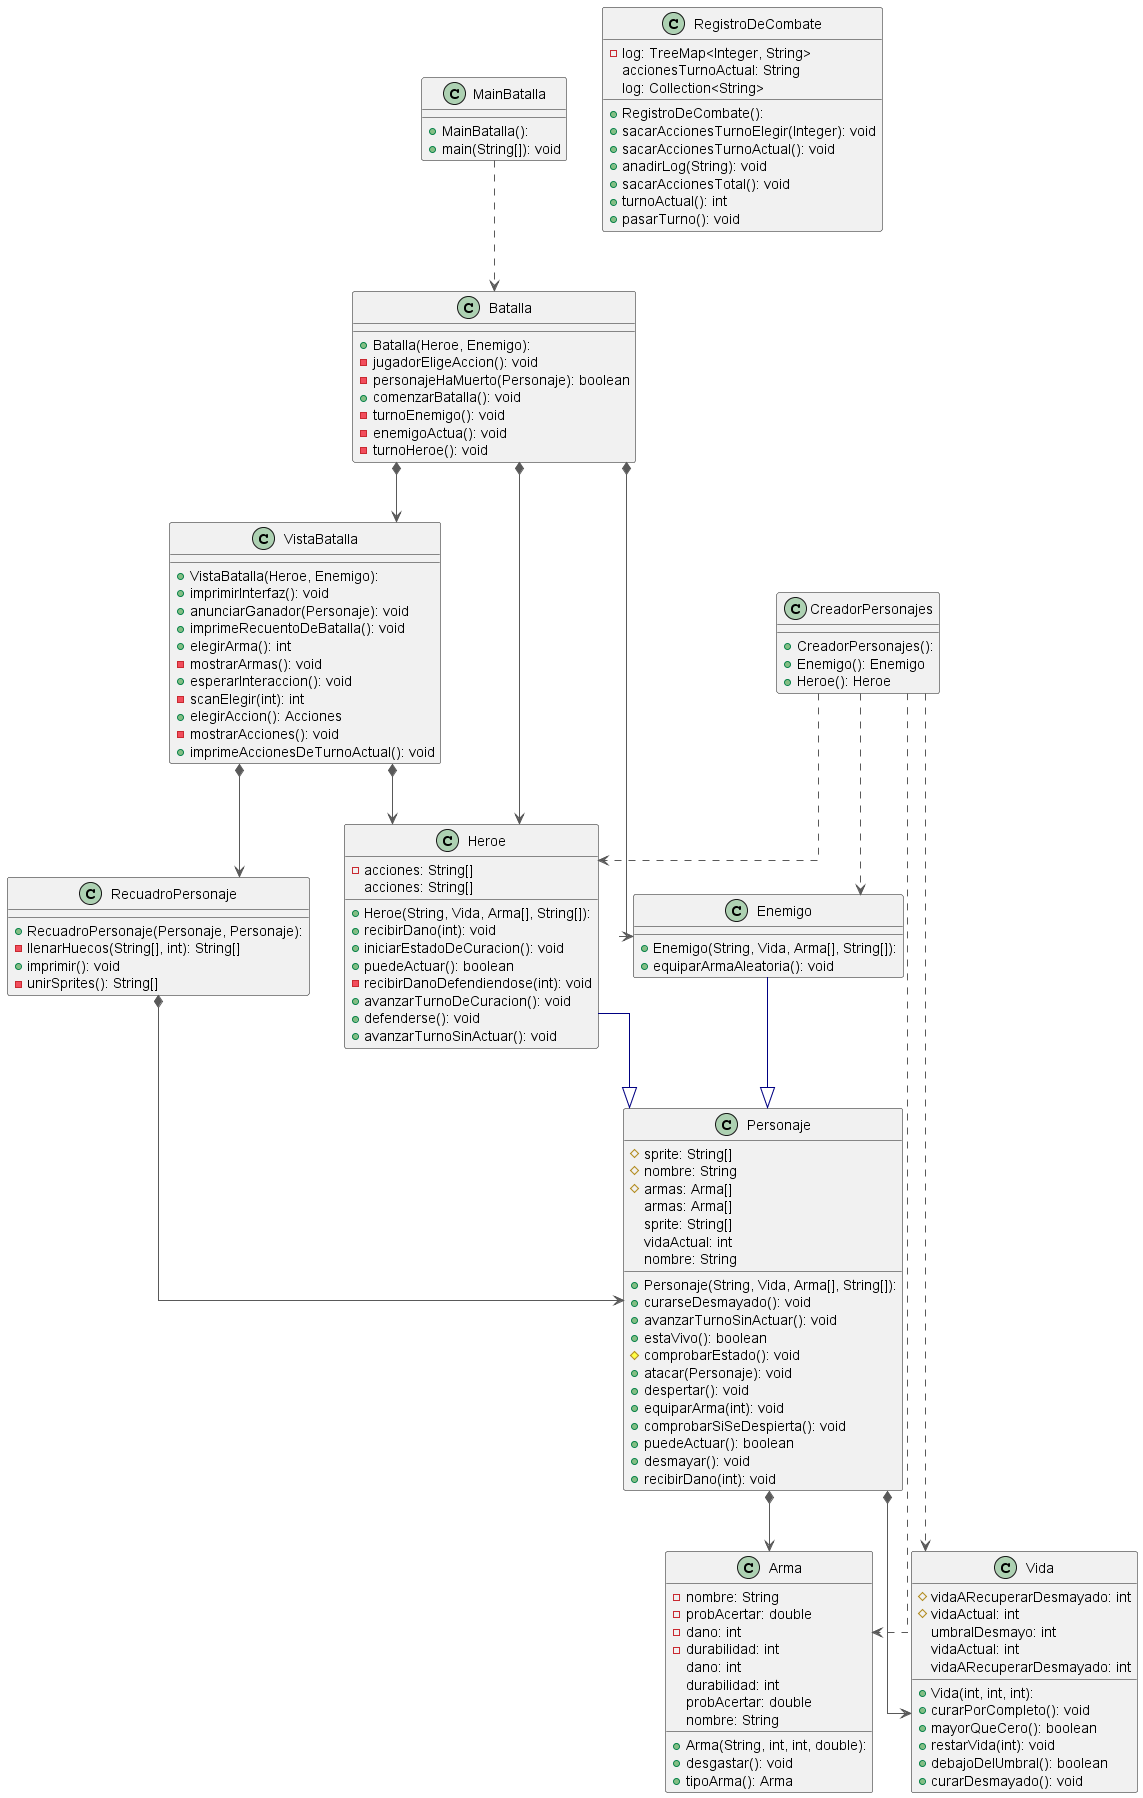 C RegistroDeCombate
log: TreeMap<Integer, String>
accionesTurnoActual: String
log: Collection<String>
RegistroDeCombate():
sacarAccionesTurnoElegir(Integer): void
sacarAccionesTurnoActual(): void
anadirLog(String): void
sacarAccionesTotal(): void
turnoActual(): int
pasarTurno(): void
C MainBatalla
MainBatalla():
main(String[]): void
C Batalla
Batalla(Heroe, Enemigo):
jugadorEligeAccion(): void
personajeHaMuerto(Personaje): boolean
comenzarBatalla(): void
turnoEnemigo(): void
enemigoActua(): void
turnoHeroe(): void
C VistaBatalla
VistaBatalla(Heroe, Enemigo):
imprimirInterfaz(): void
anunciarGanador(Personaje): void
imprimeRecuentoDeBatalla(): void
elegirArma(): int
mostrarArmas(): void
esperarInteraccion(): void
scanElegir(int): int
elegirAccion(): Acciones
mostrarAcciones(): void
imprimeAccionesDeTurnoActual(): void
C CreadorPersonajes
CreadorPersonajes():
Enemigo(): Enemigo
Heroe(): Heroe
C Heroe
acciones: String[]
acciones: String[]
Heroe(String, Vida, Arma[], String[]):
recibirDano(int): void
iniciarEstadoDeCuracion(): void
puedeActuar(): boolean
recibirDanoDefendiendose(int): void
avanzarTurnoDeCuracion(): void
defenderse(): void
avanzarTurnoSinActuar(): void
C RecuadroPersonaje
RecuadroPersonaje(Personaje, Personaje):
llenarHuecos(String[], int): String[]
imprimir(): void
unirSprites(): String[]
C Enemigo
Enemigo(String, Vida, Arma[], String[]):
equiparArmaAleatoria(): void
C Personaje
sprite: String[]
nombre: String
armas: Arma[]
armas: Arma[]
sprite: String[]
vidaActual: int
nombre: String
Personaje(String, Vida, Arma[], String[]):
curarseDesmayado(): void
avanzarTurnoSinActuar(): void
estaVivo(): boolean
comprobarEstado(): void
atacar(Personaje): void
despertar(): void
equiparArma(int): void
comprobarSiSeDespierta(): void
puedeActuar(): boolean
desmayar(): void
recibirDano(int): void
C Arma
nombre: String
probAcertar: double
dano: int
durabilidad: int
dano: int
durabilidad: int
probAcertar: double
nombre: String
Arma(String, int, int, double):
desgastar(): void
tipoArma(): Arma
C Vida
vidaARecuperarDesmayado: int
vidaActual: int
umbralDesmayo: int
vidaActual: int
vidaARecuperarDesmayado: int
Vida(int, int, int):
curarPorCompleto(): void
mayorQueCero(): boolean
restarVida(int): void
debajoDelUmbral(): boolean
curarDesmayado(): void